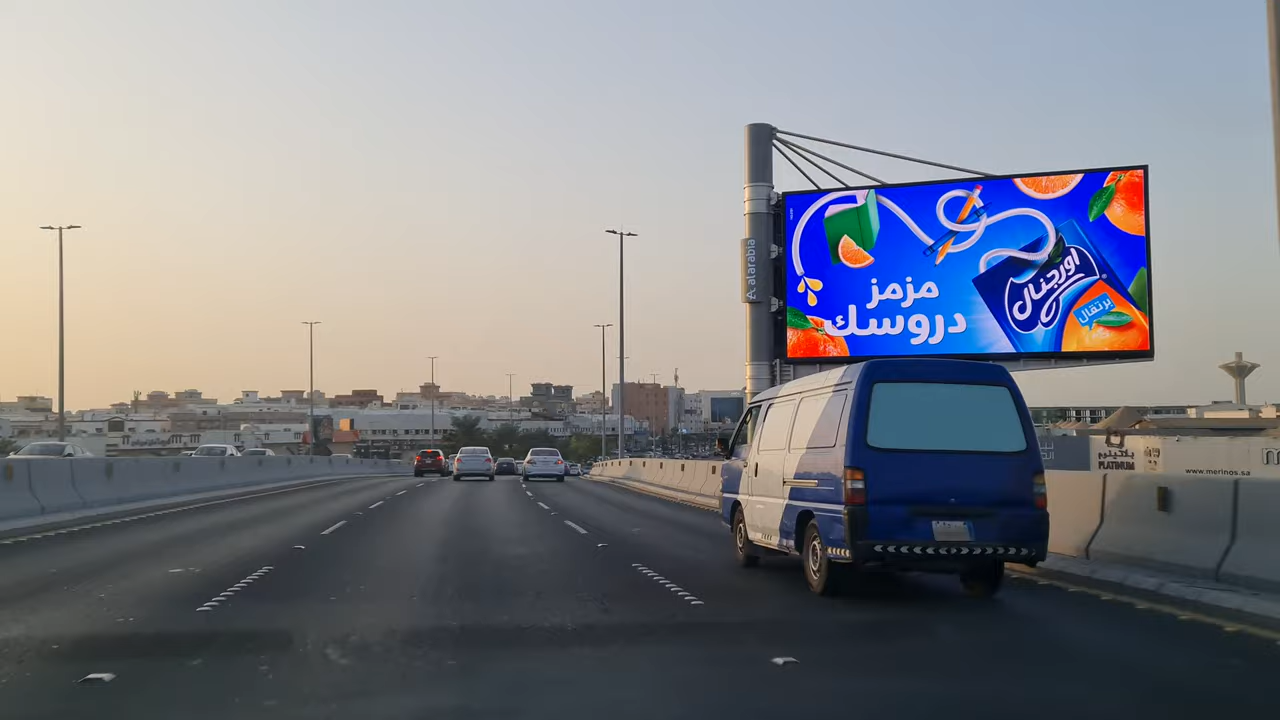 alarabia
مزمز
دروسك
اورجنال
برتقال
بلاتينيوم
PLATINUM
www.merinos.sa